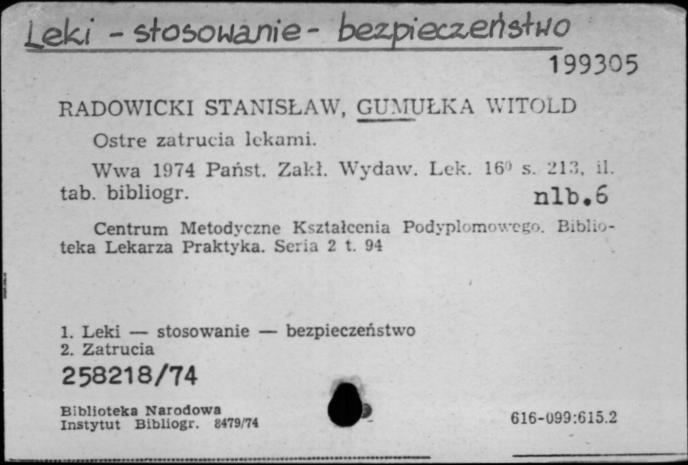 Leki - stosowanie - bezpieczeństwo
199305
RADOWICKI STANISŁAW, GUMUŁKA WITOLD
Ostre zatrucia lekami.
Wwa 1974 Państ. Zakł. Wydaw. Lek. 16⁰ s. 213, il.
tab. bibliogr.
nlb.6
Centrum Metodyczne Kształcenia Podyplomowego. Biblio-
teka Lekarza Praktyka. Seria 2 t. 94
1. Leki — stosowanie — bezpieczeństwo
2. Zatrucia
258218/74
Biblioteka Narodowa
Instytut Bibliogr. 8479/74
616-099:615.2